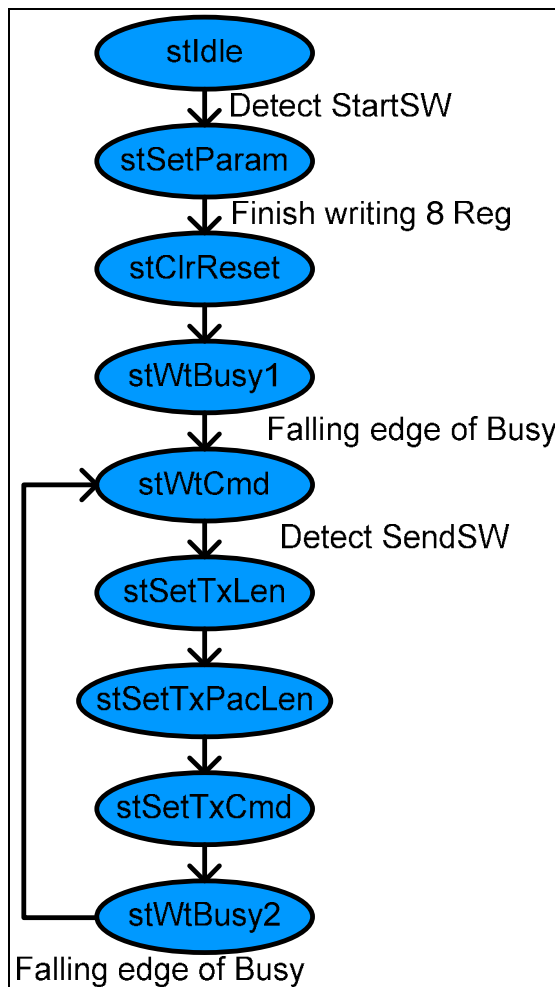 stIdle
Detect StartSW
stSetParam
Finish writing 8 Reg
stClrReset
stWtBusy1
Falling edge of Busy
stWtCmd
Detect SendSW
stSetTxLen
stSetTxPacLen
stSetTxCmd
stWtBusy2
Falling edge of Busy